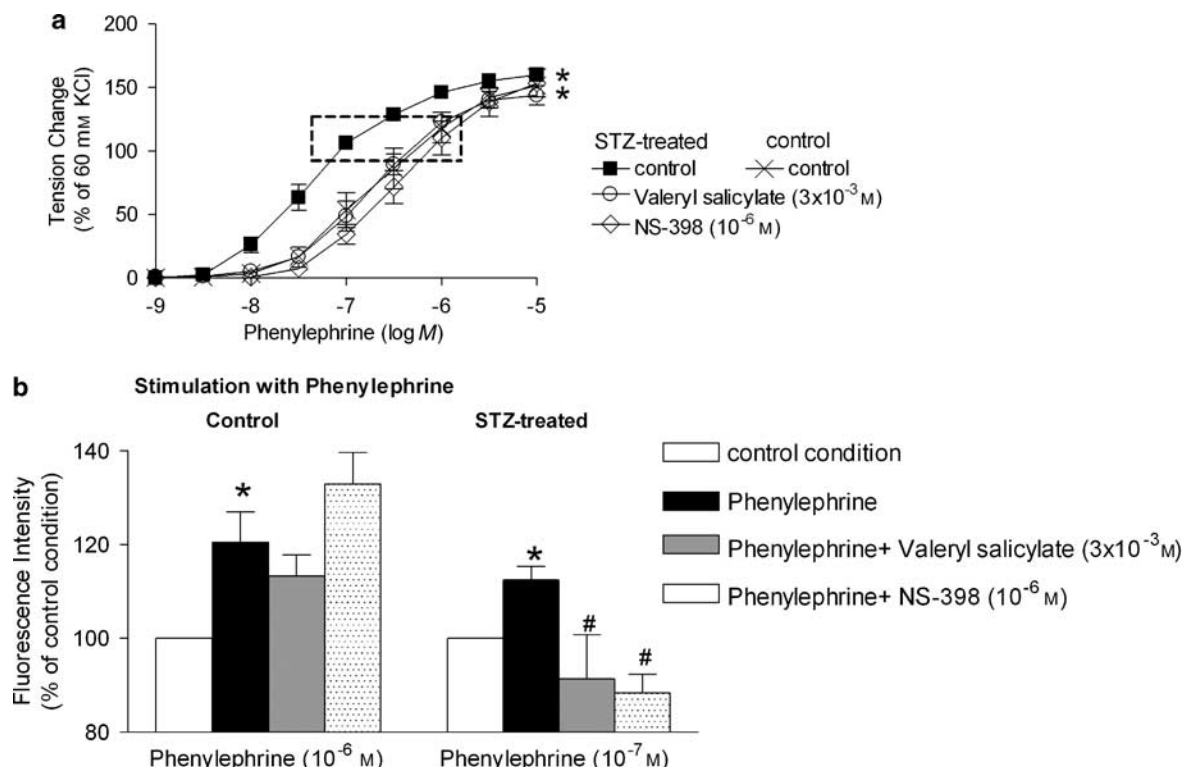 a
200
150
100
50
0
Tension Change
(% of 60 mM KCl)
*
*
-9 -8 -7 -6 -5
Phenylephrine (log M)
STZ-treated control
control control
Valeryl salicylate (3x10⁻³ M)
NS-398 (10⁻⁶ M)
b
Stimulation with Phenylephrine
Control STZ-treated
140
120
100
80
Fluorescence Intensity
(% of control condition)
*
*
#
#
Phenylephrine (10⁻⁶ M) Phenylephrine (10⁻⁷ M)
control condition
Phenylephrine
Phenylephrine+ Valeryl salicylate (3x10⁻³M)
Phenylephrine+ NS-398 (10⁻⁶ M)